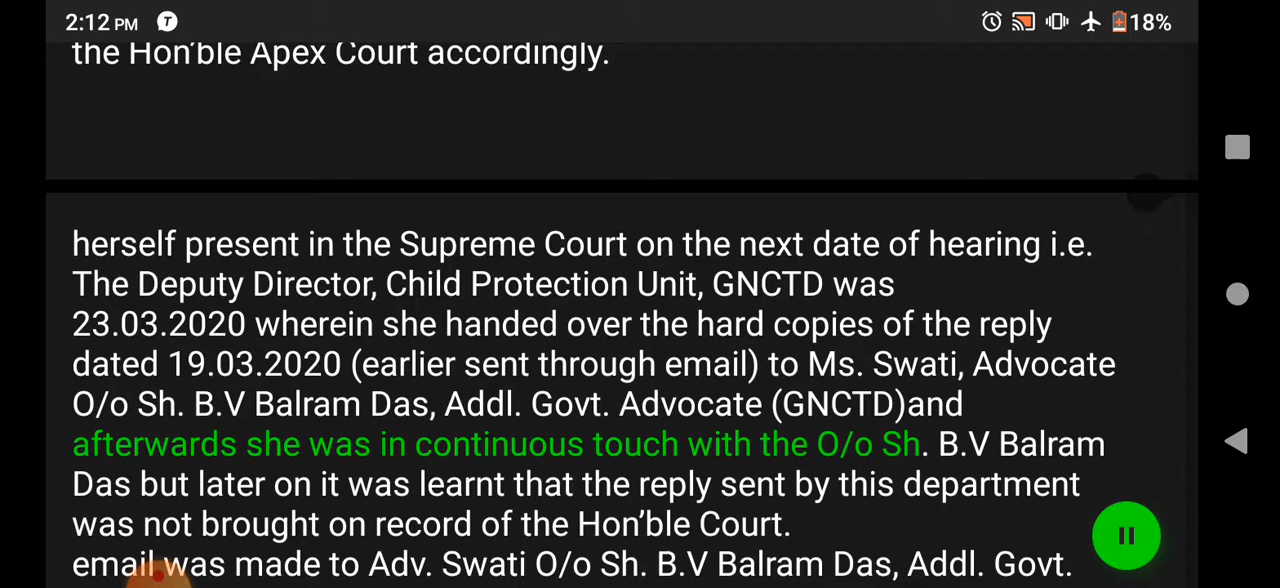 2:12 PM
18%
the Hon'ble Apex Court accordingly.
herself present in the Supreme Court on the next date of hearing i.e.
The Deputy Director, Child Protection Unit, GNCTD was
23.03.2020 wherein she handed over the hard copies of the reply
dated 19.03.2020 (earlier sent through email) to Ms. Swati, Advocate
O/o Sh. B.V Balram Das, Addl. Govt. Advocate (GNCTD)and
afterwards she was in continuous touch with the O/o Sh. B.V Balram
Das but later on it was learnt that the reply sent by this department
was not brought on record of the Hon’ble Court.
email was made to Adv. Swati O/o Sh. B.V Balram Das, Addl. Govt.